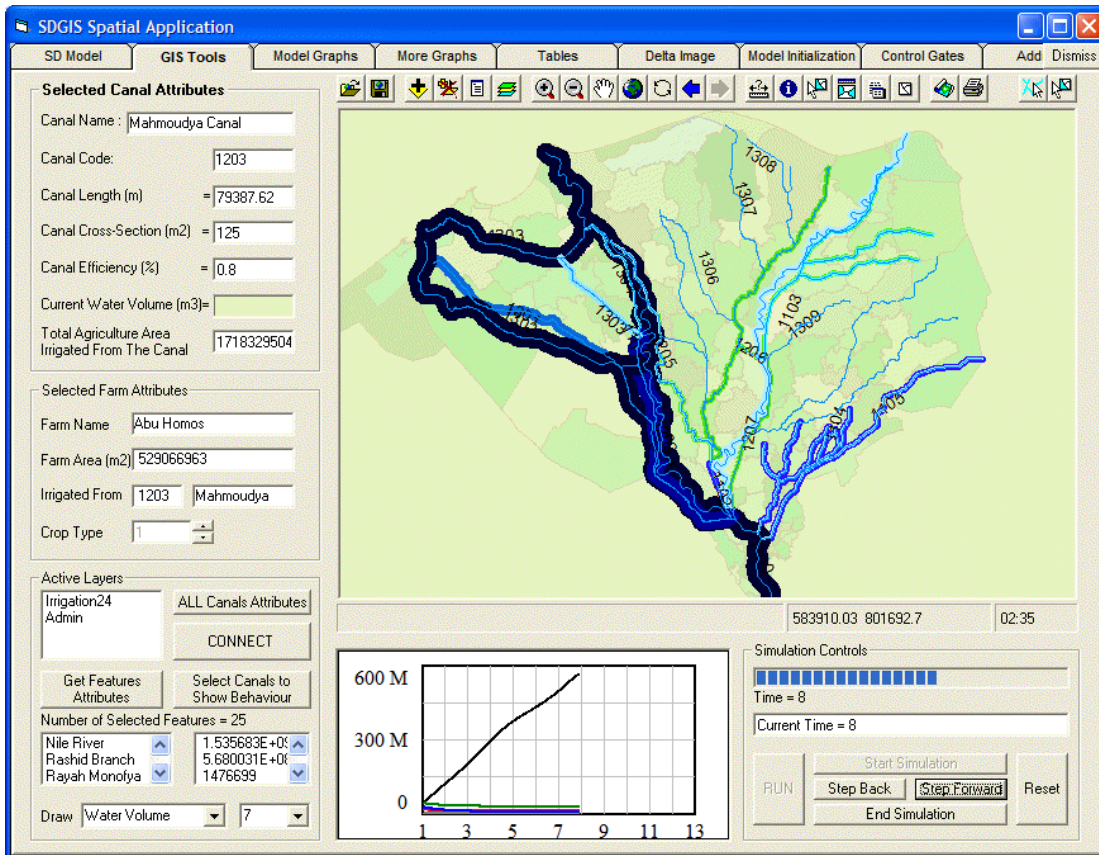 SDGIS Spatial Application
SD Model GIS Tools Model Graphs More Graphs Tables Delta Image Model Initialization Control Gates Add Dismiss
Selected Canal Attributes
Canal Name : Mahmoudya Canal
Canal Code: 1203
Canal Length (m) = 79387.62
Canal Cross-Section (m2) = 125
Canal Efficiency (%) = 0.8
Current Water Volume (m3)=
Total Agriculture Area
Irrigated From The Canal 1718329504
Selected Farm Attributes
Farm Name Abu Homos
Farm Area (m2) 529066963
Irrigated From 1203 Mahmoudya
Crop Type 1
Active Layers
Irrigation24
Admin
ALL Canals Attributes
CONNECT
Get Features
Attributes
Select Canals to
Show Behaviour
Number of Selected Features = 25
Nile River 1.535683E+09
Rashid Branch 5.680031E+08
Rayah Monofya 1476699
Draw Water Volume 7
1308
1307
1306
1303
1103
1309
1303
1206
1207
1304
1103
583910.03 801692.7 02:35
600 M
300 M
0
1 3 5 7 9 11 13
Simulation Controls
Time = 8
Current Time = 8
Start Simulation
RUN Step Back Step Forward Reset
End Simulation